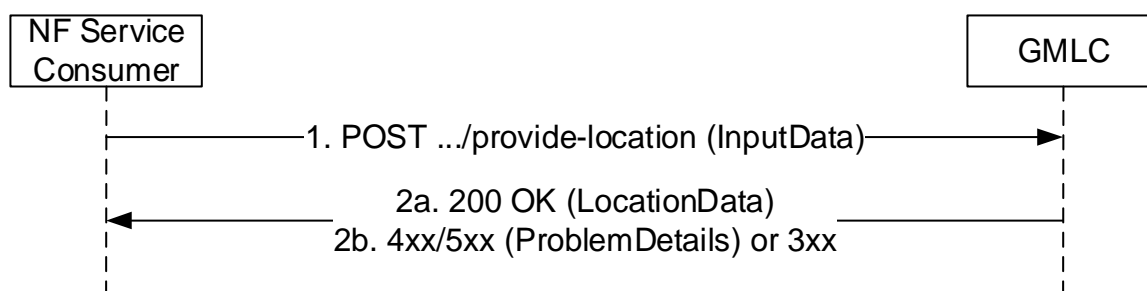 NF Service
Consumer
GMLC
1. POST .../provide-location (InputData)
2a. 200 OK (LocationData)
2b. 4xx/5xx (ProblemDetails) or 3xx